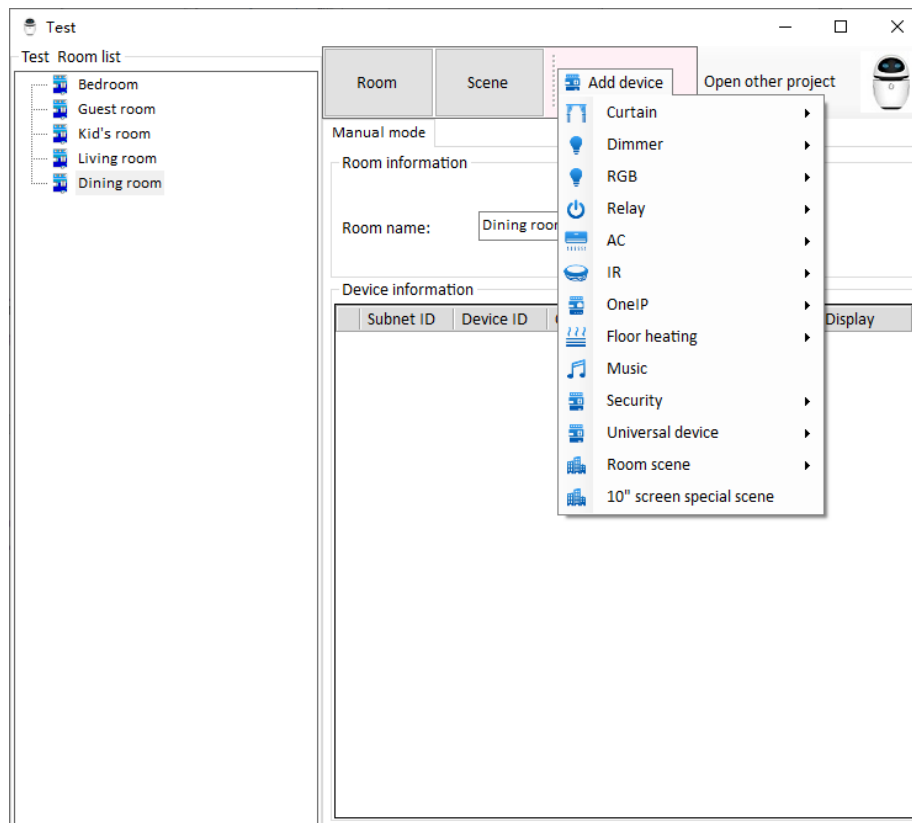 Test
Test Room list
Bedroom
Guest room
Kid's room
Living room
Dining room
Room
Scene
Add device
Open other project
Manual mode
Room information
Room name:
Dining
Device information
Subnet ID
Device ID
Display
Curtain
Dimmer
RGB
Relay
AC
IR
OneIP
Floor heating
Music
Security
Universal device
Room scene
10" screen special scene